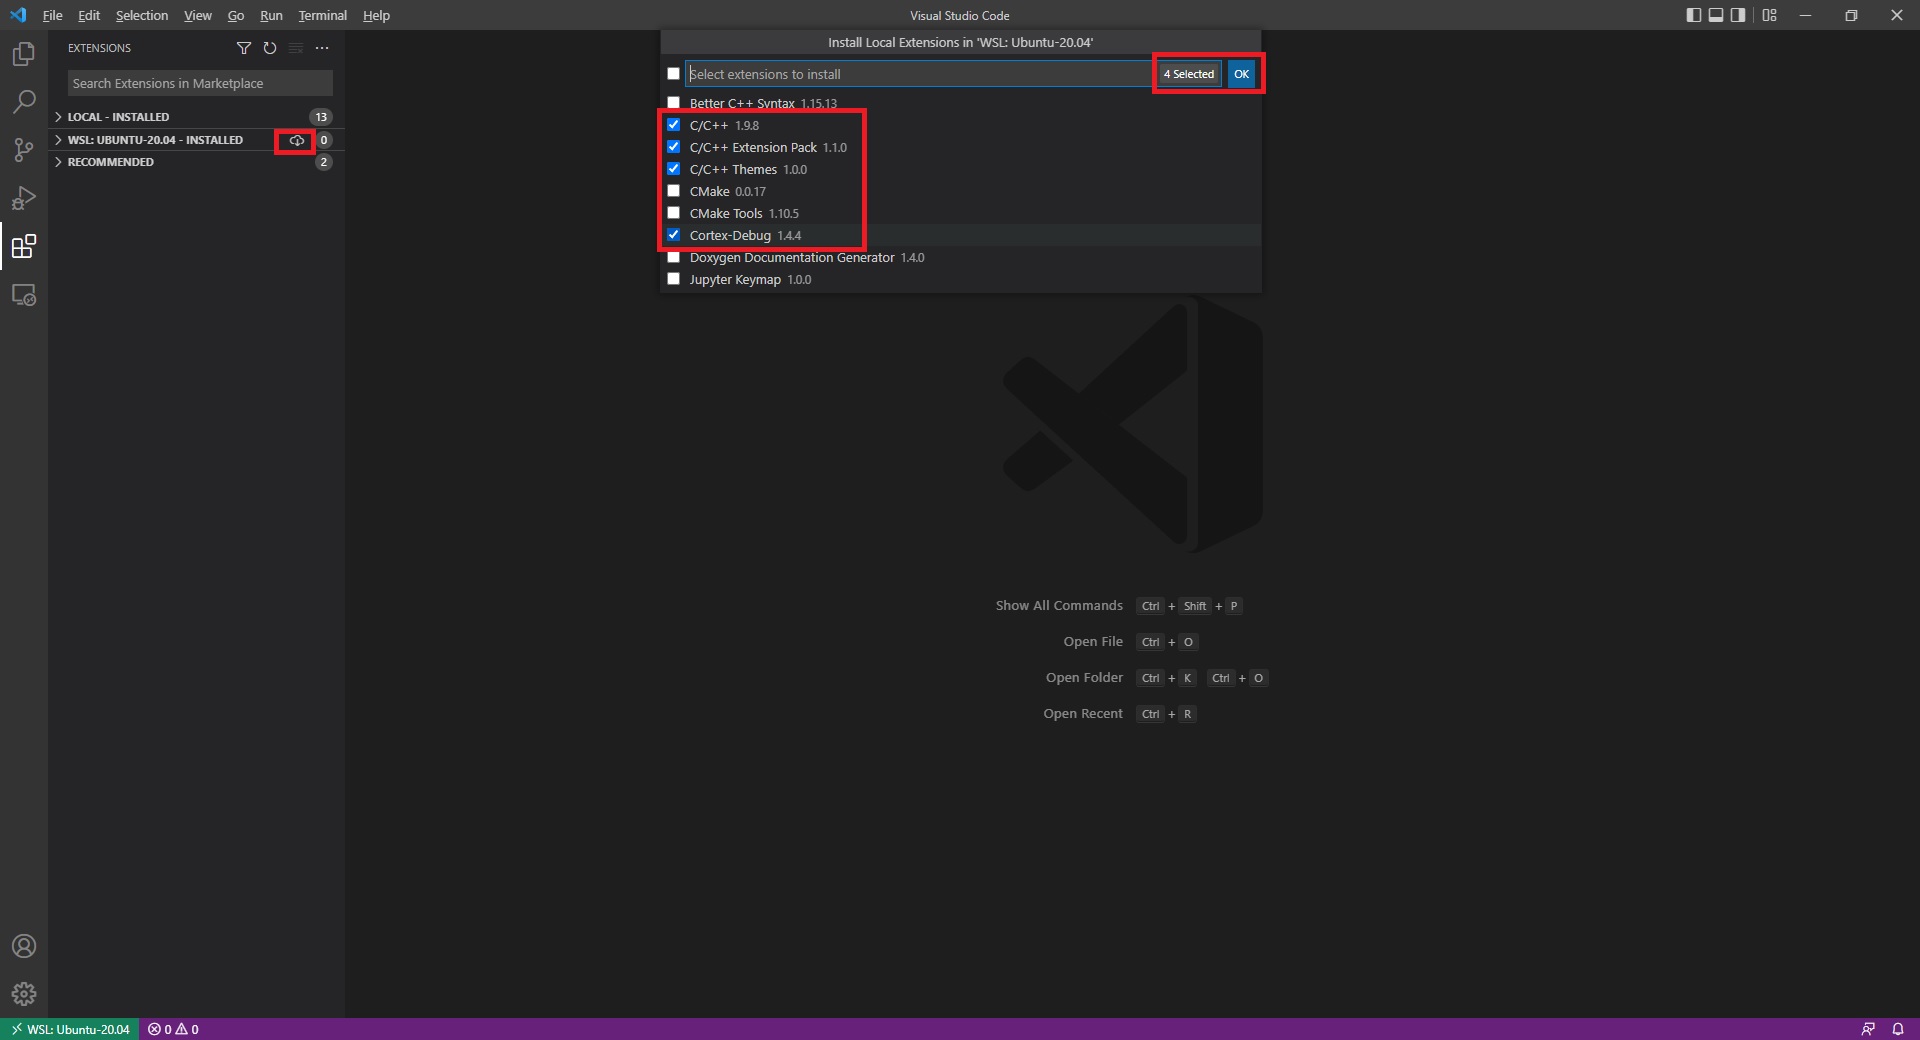 File Edit Selection View Go Run Terminal Help
Visual Studio Code
EXTENSIONS
Search Extensions in Marketplace
LOCAL - INSTALLED 13
WSL: UBUNTU-20.04 - INSTALLED 0
RECOMMENDED 2
Install Local Extensions in 'WSL: Ubuntu-20.04'
Select extensions to install 4 Selected OK
Better C++ Syntax 1.15.13
C/C++ 1.9.8
C/C++ Extension Pack 1.1.0
C/C++ Themes 1.0.0
CMake 0.0.17
CMake Tools 1.10.5
Cortex-Debug 1.4.4
Doxygen Documentation Generator 1.4.0
Jupyter Keymap 1.0.0
Show All Commands Ctrl + Shift + P
Open File Ctrl + O
Open Folder Ctrl + K Ctrl + O
Open Recent Ctrl + R
WSL: Ubuntu-20.04 0 0